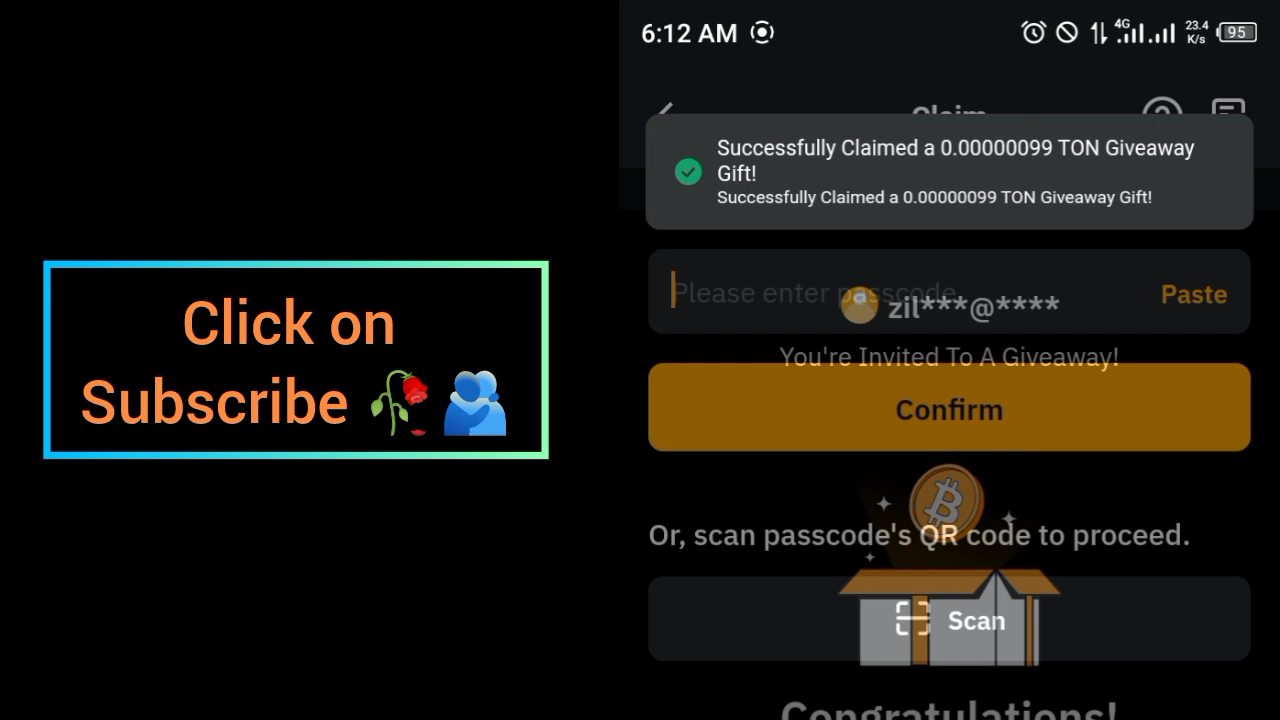 Click on
Subscribe
6:12 AM
4G
23.4
K/s
95
Claim
Successfully Claimed a 0.00000099 TON Giveaway
Gift!
Successfully Claimed a 0.00000099 TON Giveaway Gift!
Please enter passcode
Paste
zil***@****
You're Invited To A Giveaway!
Confirm
Or, scan passcode's QR code to proceed.
Scan
Congratulations!